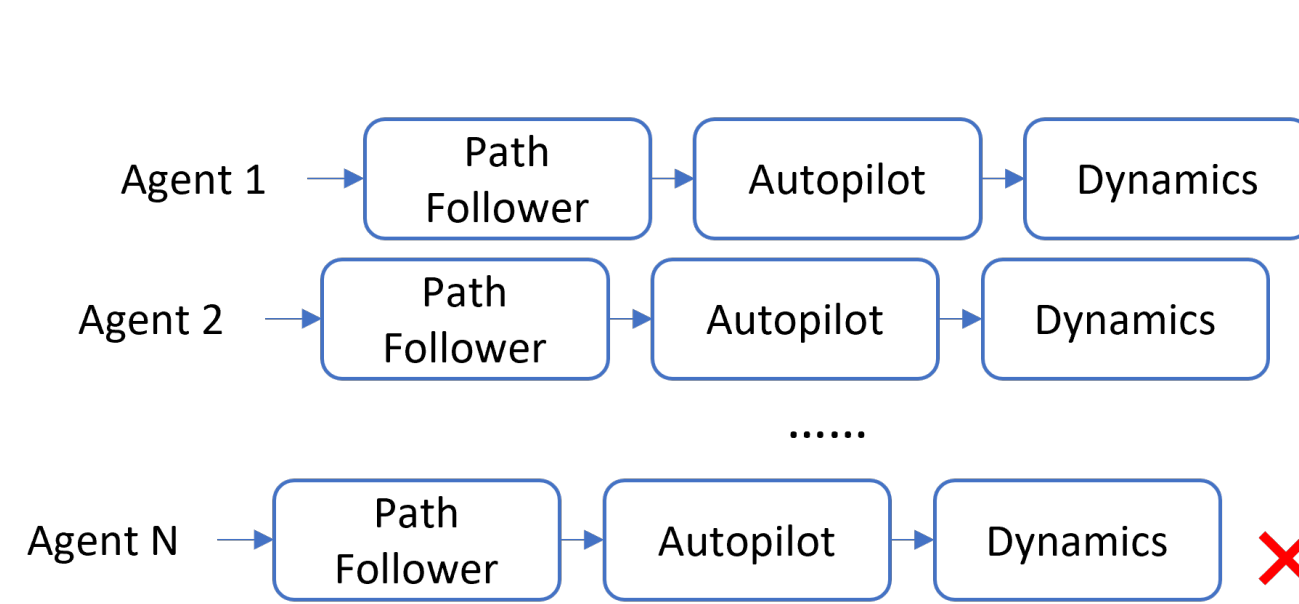 Agent 1
Path
Follower
Autopilot
Dynamics
Agent 2
Path
Follower
Autopilot
Dynamics
......
Agent N
Path
Follower
Autopilot
Dynamics